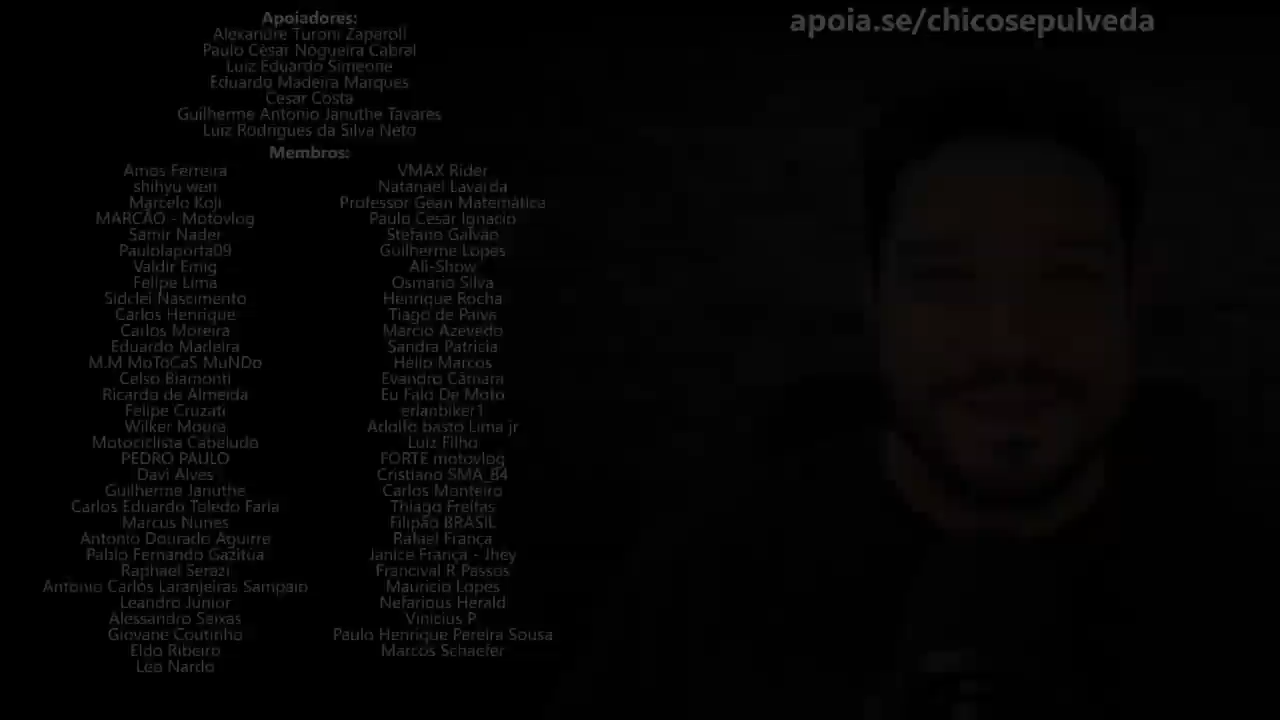 Apoiadores:
Alexandre Turoni Zaparoli
Paulo César Nogueira Cabral
Luiz Eduardo Simeone
Eduardo Madeira Marques
Cesar Costa
Guilherme Antonio Januthe Tavares
Luiz Rodrigues da Silva Neto
Membros:
Amos Ferreira
shihyu wen
Marcelo Koji
MARCÃO - Motovlog
Samir Nader
Paulolaporta09
Valdir Emig
Felipe Lima
Sidclei Nascimento
Carlos Henrique
Carlos Moreira
Eduardo Madeira
M.M MoToCaS MuNDo
Celso Biamonti
Ricardo de Almeida
Felipe Cruzati
Wilker Moura
Motociclista Cabeludo
PEDRO PAULO
Davi Alves
Guilherme Januthe
Carlos Eduardo Toledo Faria
Marcus Nunes
Antonio Dourado Aguirre
Pablo Fernando Gazitúa
Raphael Serazi
Antonio Carlos Laranjeiras Sampaio
Leandro Júnior
Alessandro Seixas
Giovane Coutinho
Eldo Ribeiro
Léo Nardo
VMAX Rider
Natanael Lavarda
Professor Gean Matemática
Paulo Cesar Ignacio
Stefano Galvão
Guilherme Lopes
Ali-Show
Osmario Silva
Henrique Rocha
Tiago de Paiva
Marcio Azevedo
Sandra Patricia
Hélio Marcos
Evandro Câmara
Eu Falo De Moto
erlanbiker1
Adolfo basto Lima jr
Luiz Filho
FORTE motovlog
Cristiano SMA_84
Carlos Monteiro
Thiago Freitas
Filipão BRASIL
Rafael França
Janice França - Jhey
Francival R Passos
Mauricio Lopes
Nefarious Herald
Vinicius P
Paulo Henrique Pereira Sousa
Marcos Schaefer
apoia.se/chicosepulveda